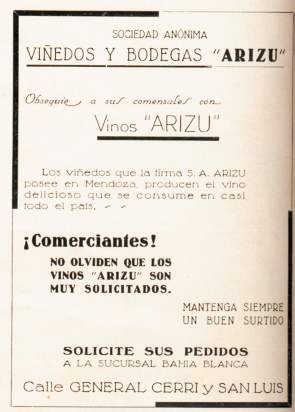 SOCIEDAD ANÓNIMA
VIÑEDOS Y BODEGAS "ARIZU"
Obsequie a sus comensales con
Vinos "ARIZU"
Los viñedos que la firma S. A. ARIZU
posee en Mendoza, producen el vino
delicioso que se consume en casi
todo el país.
¡Comerciantes!
NO OLVIDEN QUE LOS
VINOS "ARIZU" SON
MUY SOLICITADOS.
MANTENGA SIEMPRE
UN BUEN SURTIDO
SOLICITE SUS PEDIDOS
A LA SUCURSAL BAHIA BLANCA
Calle GENERAL CERRI y SAN LUIS